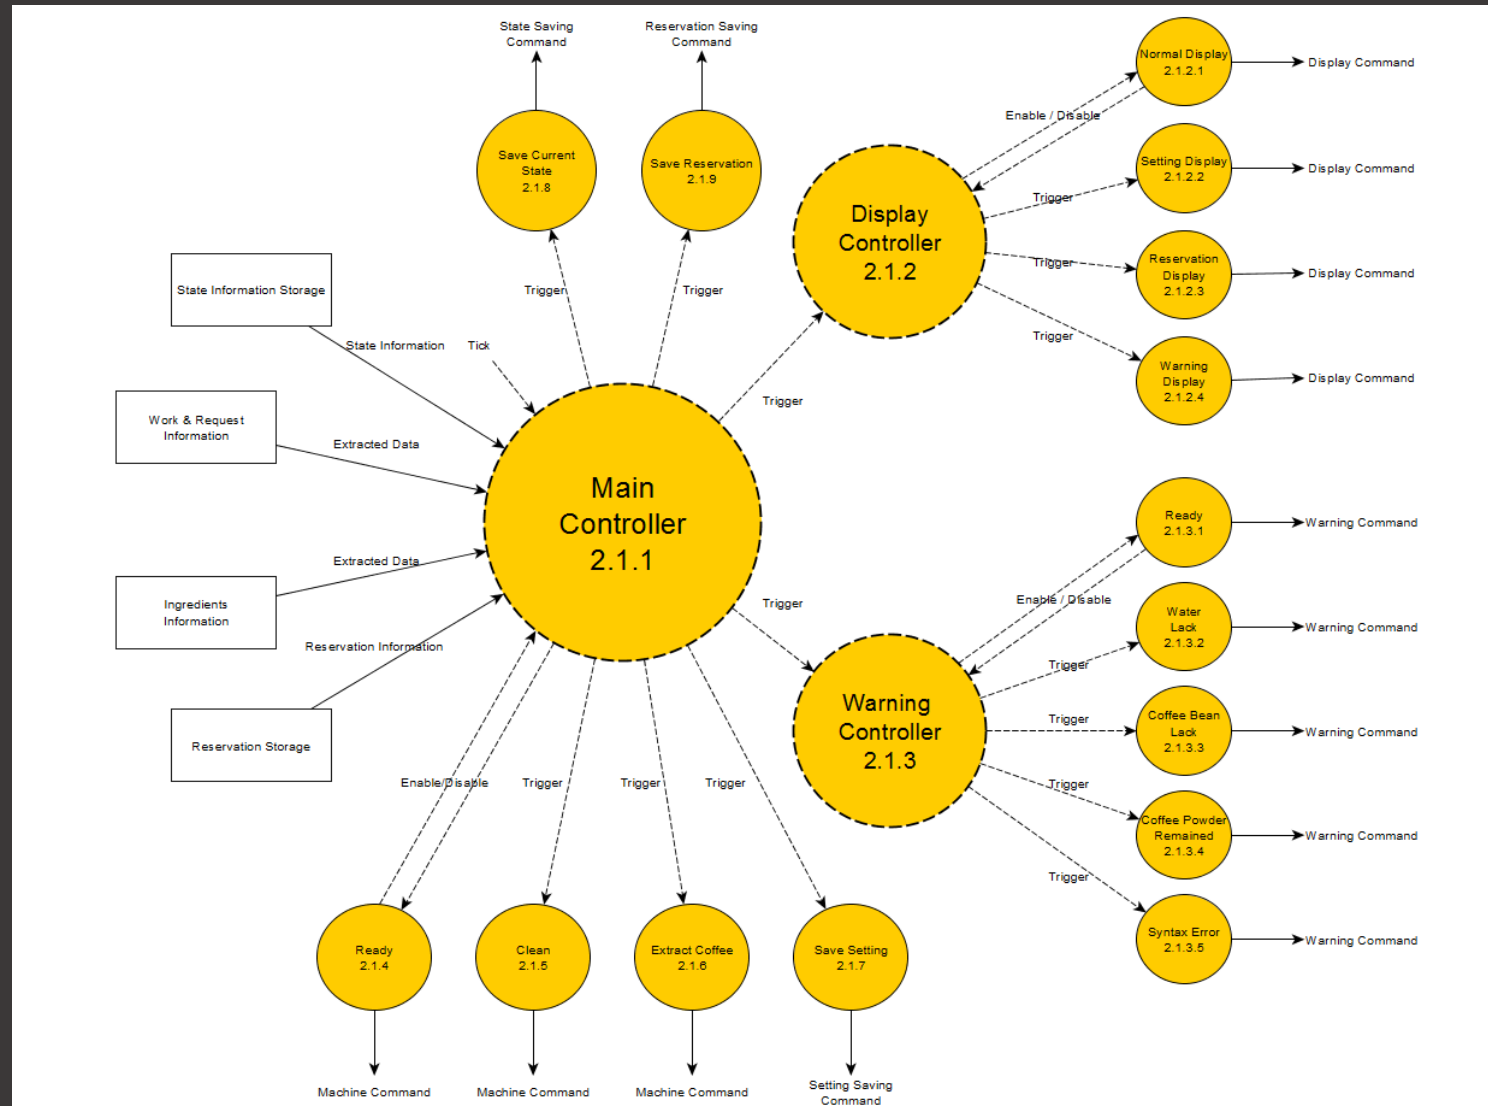 State Saving
Command
Reservation Saving
Command
Normal Display
2.1.2.1
Display Command
Enable / Disable
Save Current
State
2.1.8
Save Reservation
2.1.9
Setting Display
2.1.2.2
Display Command
Trigger
Display
Controller
2.1.2
Reservation
Display
2.1.2.3
Display Command
Trigger
State Information Storage
Trigger
Trigger
Trigger
Warning
Display
2.1.2.4
Display Command
State Information
Tick
Trigger
Work & Request
Information
Extracted Data
Main
Controller
2.1.1
Ready
2.1.3.1
Warning Command
Extracted Data
Enable / Disable
Ingredients
Information
Trigger
Water
Lack
2.1.3.2
Warning Command
Reservation Information
Trigger
Warning
Controller
2.1.3
Trigger
Coffee Bean
Lack
2.1.3.3
Warning Command
Reservation Storage
Enable/Disable
Trigger
Trigger
Trigger
Trigger
Coffee Powder
Remained
2.1.3.4
Warning Command
Trigger
Syntax Error
2.1.3.5
Warning Command
Ready
2.1.4
Clean
2.1.5
Extract Coffee
2.1.6
Save Setting
2.1.7
Machine Command
Machine Command
Machine Command
Setting Saving
Command